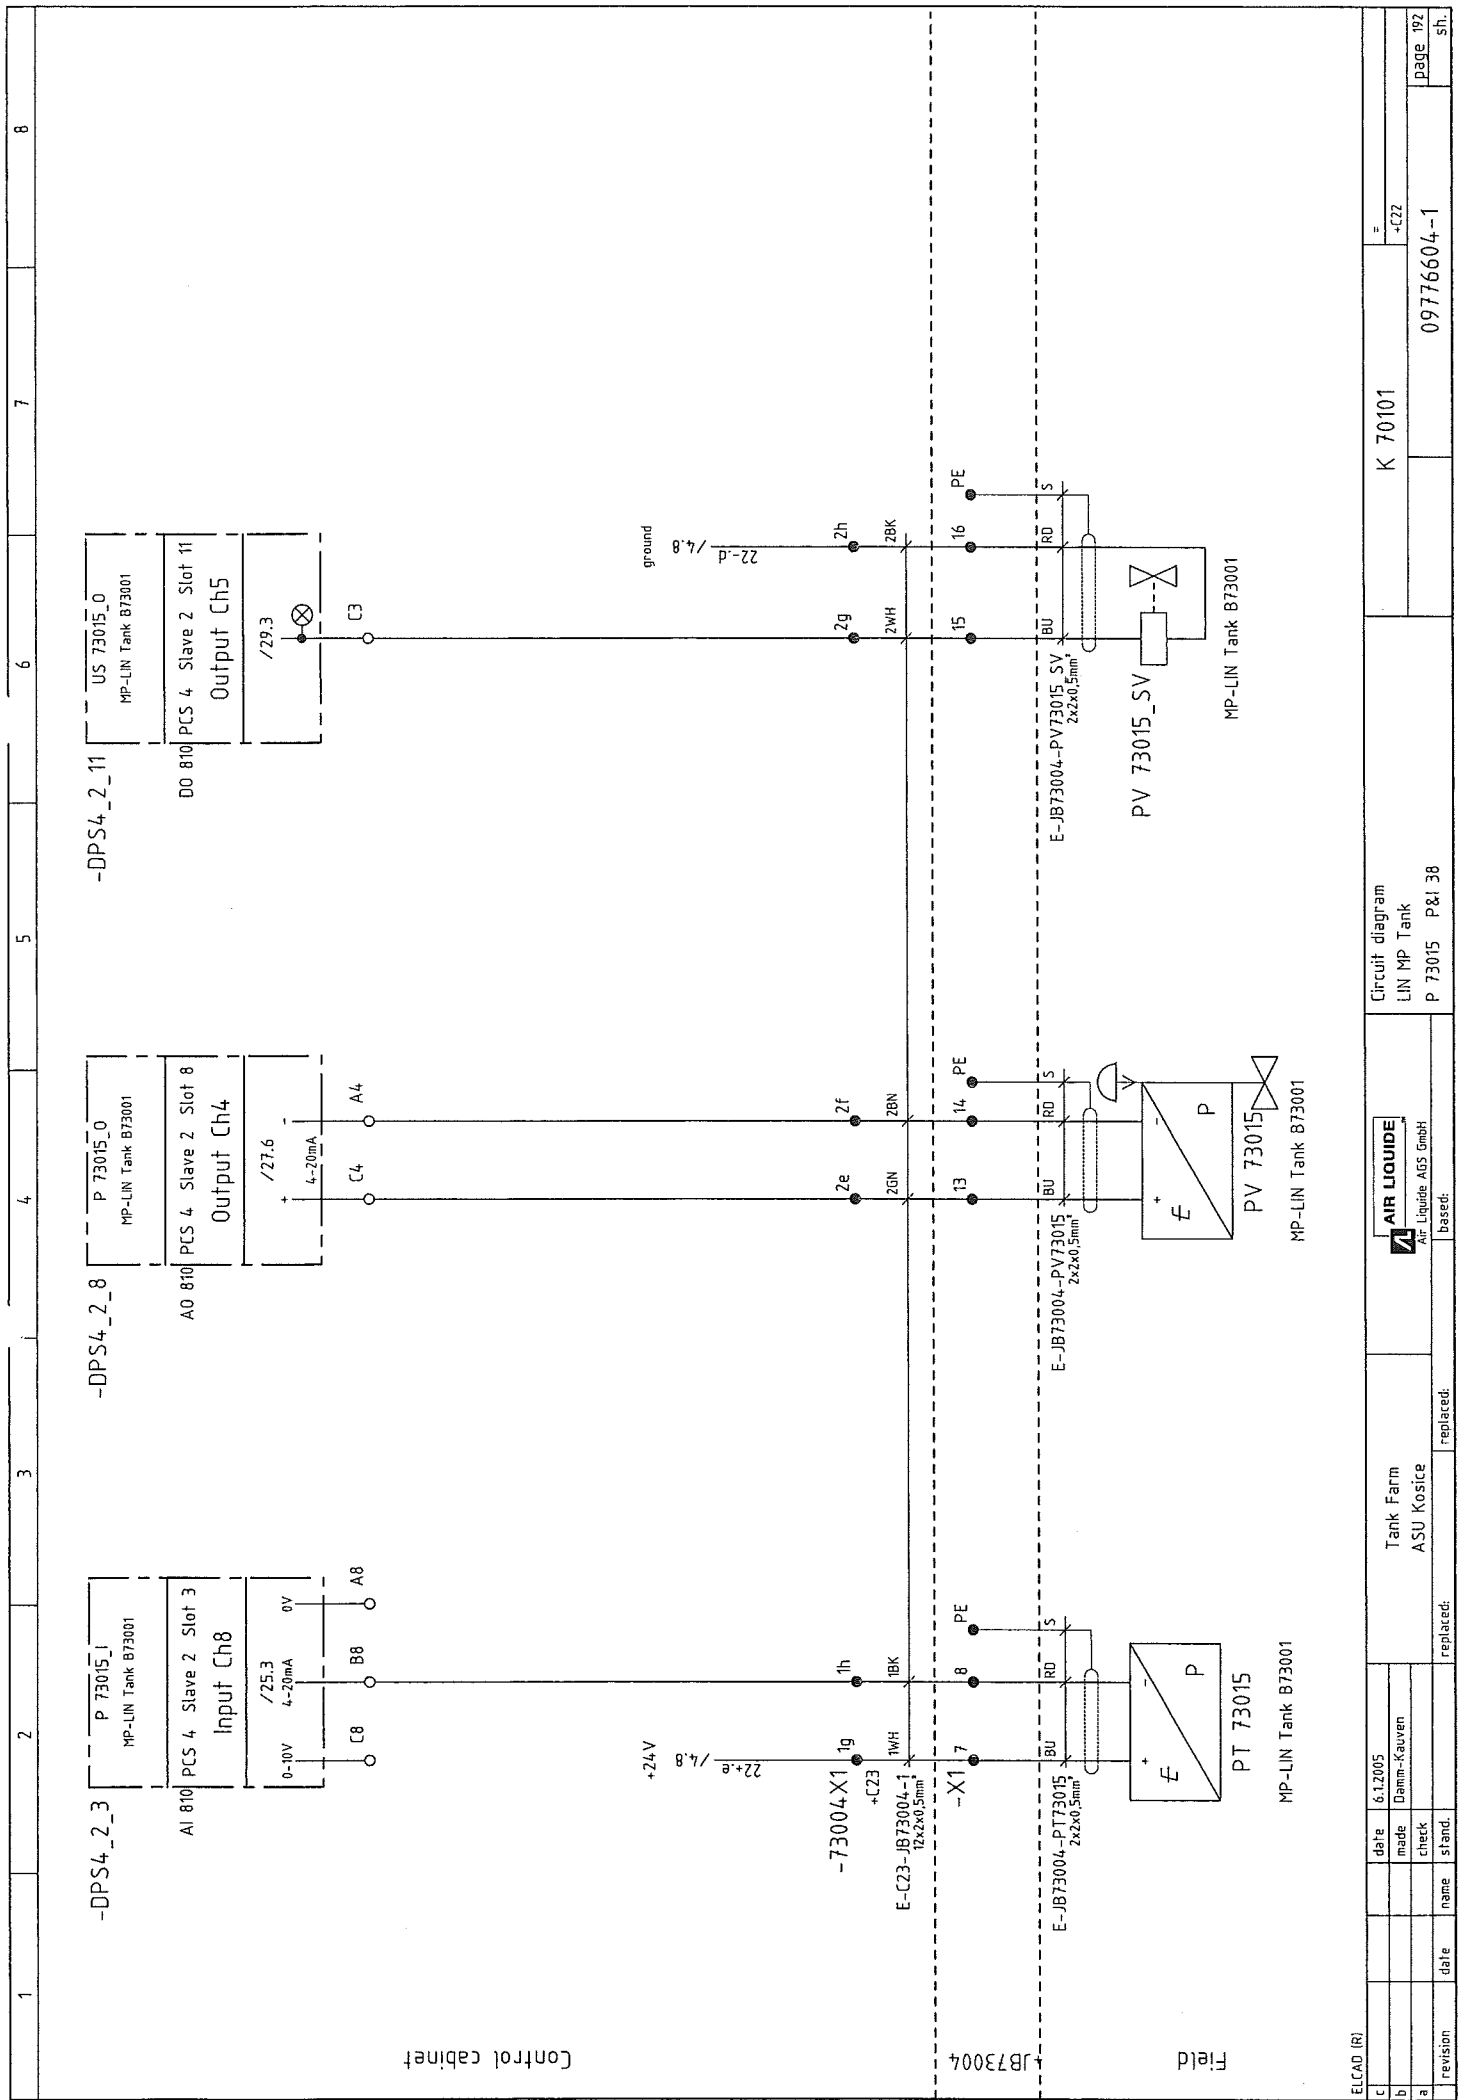 1 2 3 4 5 6 7 8
-DPS4_2_3
P 73015_I
MP-LIN Tank B73001
AI 810 PCS 4 Slave 2 Slot 3
Input Ch8
/25.3
0-10V 4-20mA 0V
C8 B8 A8
-DPS4_2_8
P 73015_O
MP-LIN Tank B73001
AO 810 PCS 4 Slave 2 Slot 8
Output Ch4
/27.6
+ -
4-20mA
C4 A4
-DPS4_2_11
US 73015_O
MP-LIN Tank B73001
DO 810 PCS 4 Slave 2 Slot 11
Output Ch5
/29.3
C3
Control cabinet
+24V
/4.8
22+.e
ground
/4.8
22-.d
-73004X1
1g 1h 2e 2f 2g 2h
+C23
1WH 1BK 2GN 2BN 2WH 2BK
E-C23-JB73004-1
12x2x0,5mm²
+JB73004
-X1
7 8 PE 13 14 PE 15 16 PE
Field
BU RD S
E-JB73004-PT73015
2x2x0,5mm²
+ -
E P
PT 73015
MP-LIN Tank B73001
BU RD S
E-JB73004-PV73015
2x2x0,5mm²
+ -
E P
PV 73015
MP-LIN Tank B73001
BU RD S
E-JB73004-PV73015_SV
2x2x0,5mm²
PV 73015_SV
MP-LIN Tank B73001
ELCAD (R)
c
b
a
revision date name
date 6.1.2005
made Damm-Kauven
check
stand.
Tank Farm
ASU Kosice
replaced: replaced:
AIR LIQUIDE
Air Liquide AGS GmbH
based:
Circuit diagram
LIN MP Tank
P 73015 P&I 38
K 70101
=
+C22
09776604-1
page 192
sh.